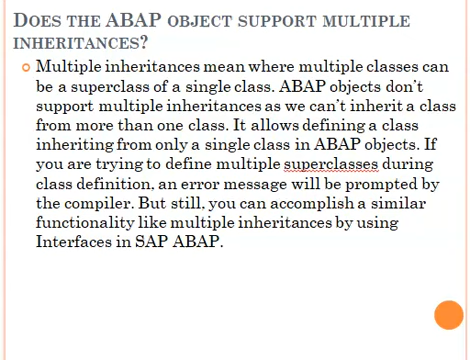 DOES THE ABAP OBJECT SUPPORT MULTIPLE
INHERITANCES?
Multiple inheritances mean where multiple classes can
be a superclass of a single class. ABAP objects don't
support multiple inheritances as we can't inherit a class
from more than one class. It allows defining a class
inheriting from only a single class in ABAP objects. If
you are trying to define multiple superclasses during
class definition, an error message will be prompted by
the compiler. But still, you can accomplish a similar
functionality like multiple inheritances by using
Interfaces in SAP ABAP.